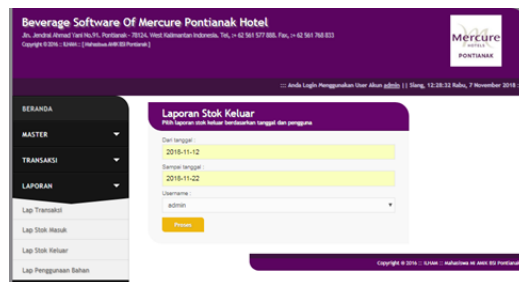 Beverage Software Of Mercure Pontianak Hotel
Jln. Jendral Ahmad Yani No.91. Pontianak - 78124. West Kalimantan Indonesia. Tel, :+ 62 561 577 888. Fax, :+ 62 561 768 833
Copyright © 2016 :: ILHAM :: [ Mahasiswa AMIK BSI Pontianak ]
Mercure
HOTELS
PONTIANAK
::: Anda Login Menggunakan User Akun admin || Siang, 12:28:32 Rabu, 7 November 2018 :
BERANDA
MASTER
TRANSAKSI
LAPORAN
Lap Transaksi
Lap Stok Masuk
Lap Stok Keluar
Lap Penggunaan Bahan
Laporan Stok Keluar
Pilih laporan stok keluar berdasarkan tanggal dan pengguna
Dari tanggal :
2016-11-12
Sampai tanggal :
2016-11-22
Username :
admin
Proses
Copyright © 2016 :: ILHAM :: Mahasiswa MI AMIK BSI Pontianak